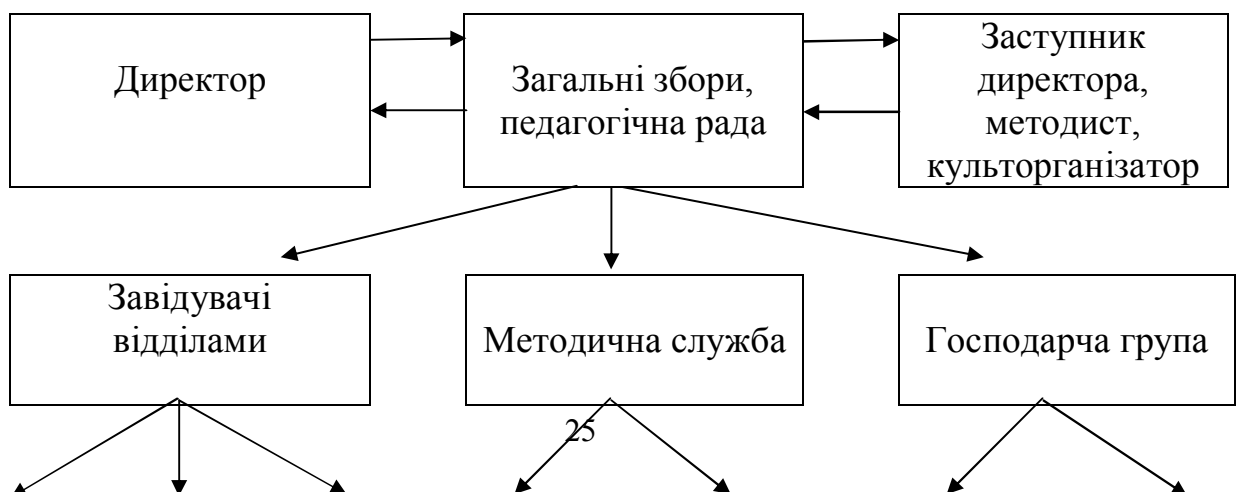 Директор
Загальні збори,
педагогічна рада
Заступник
директора,
методист,
культорганізатор
Завідувачі
відділами
Методична служба
Господарча група
25